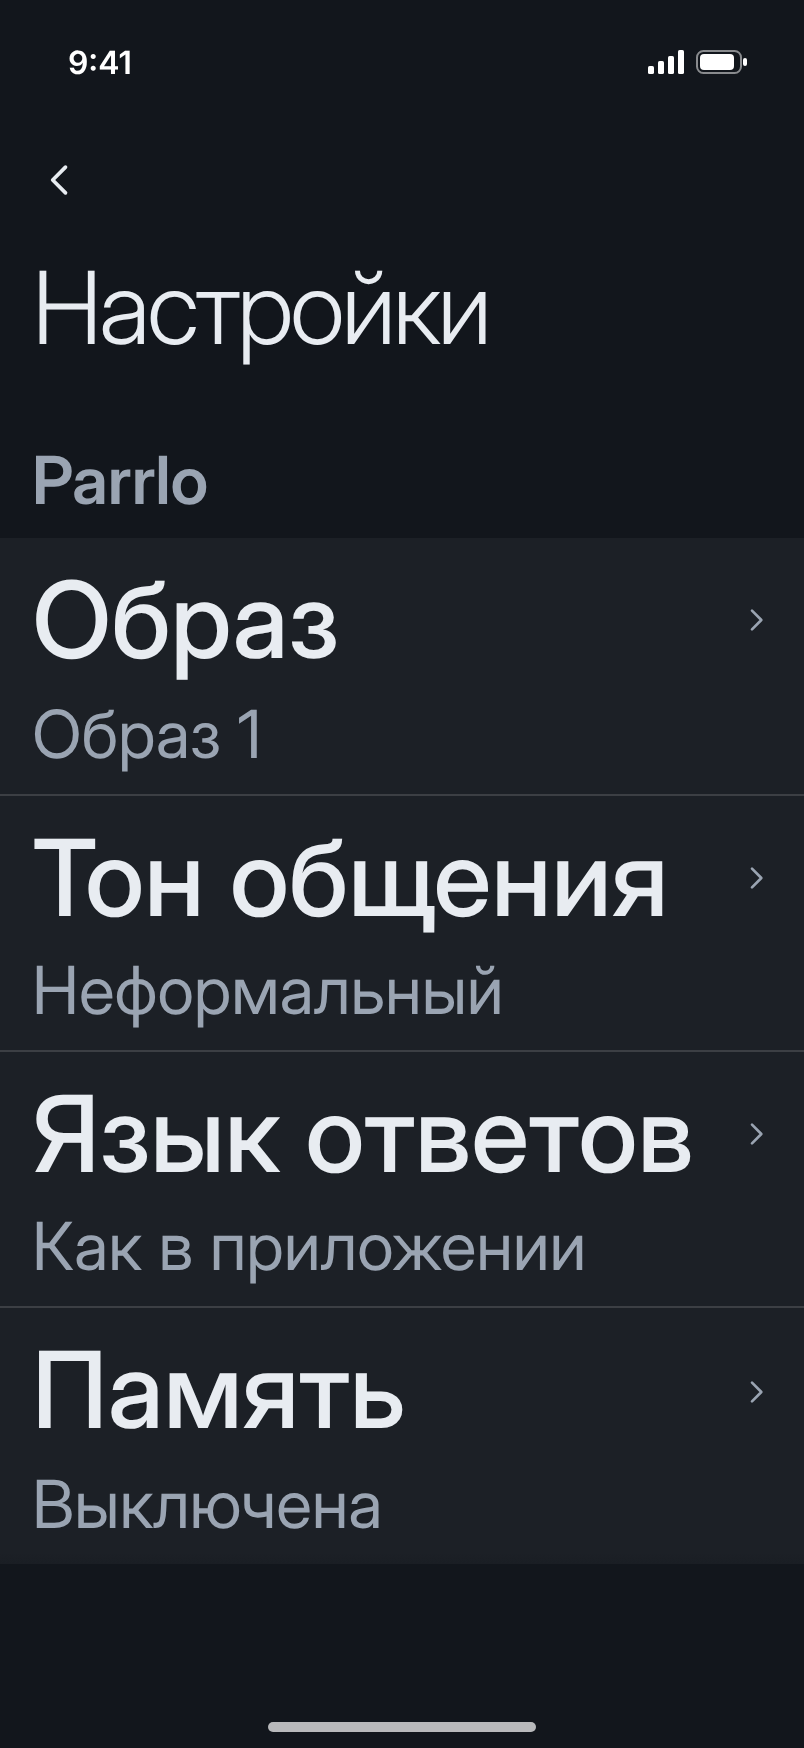 9:41
Настройки
Parrlo
Образ
Образ 1
Тон общения
Неформальный
Язык ответов
Как в приложении
Память
Выключена